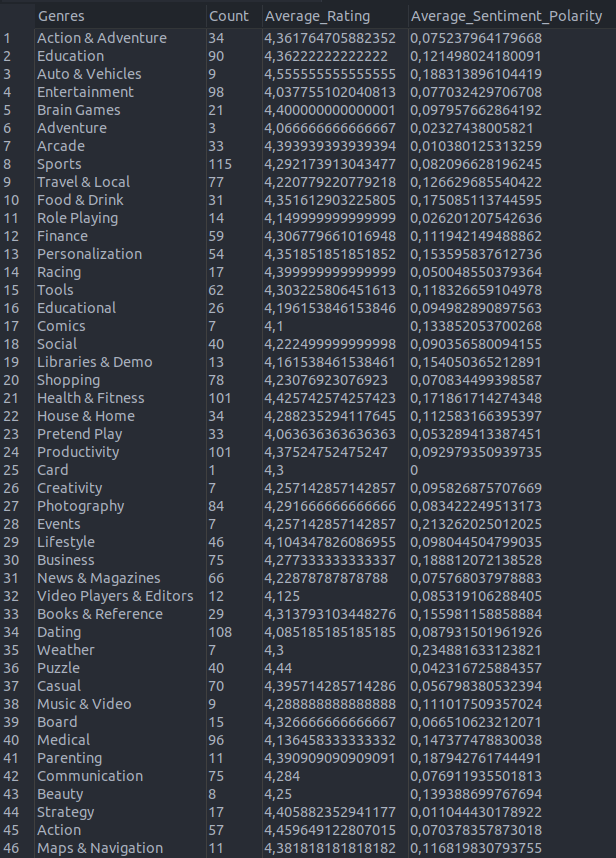 Genres Count Average_Rating Average_Sentiment_Polarity
1 Action & Adventure 34 4,361764705882352 0,075237964179668
2 Education 90 4,36222222222222 0,121498024180091
3 Auto & Vehicles 9 4,555555555555555 0,188313896104419
4 Entertainment 98 4,037755102040813 0,077032429706708
5 Brain Games 21 4,400000000000001 0,097957662864192
6 Adventure 3 4,066666666666667 0,02327438005821
7 Arcade 33 4,393939393939394 0,010380125313259
8 Sports 115 4,292173913043477 0,082096628196245
9 Travel & Local 77 4,220779220779218 0,126629685540422
10 Food & Drink 31 4,351612903225805 0,175085113744595
11 Role Playing 14 4,149999999999999 0,026201207542636
12 Finance 59 4,306779661016948 0,111942149488862
13 Personalization 54 4,351851851851852 0,153595837612736
14 Racing 17 4,399999999999999 0,050048550379364
15 Tools 62 4,303225806451613 0,118326659104978
16 Educational 26 4,196153846153846 0,094982890897563
17 Comics 7 4,1 0,133852053700268
18 Social 40 4,222499999999998 0,090356580094155
19 Libraries & Demo 13 4,161538461538461 0,154050365212891
20 Shopping 78 4,23076923076923 0,070834499398587
21 Health & Fitness 101 4,425742574257423 0,171861714274348
22 House & Home 34 4,288235294117645 0,112583166395397
23 Pretend Play 33 4,063636363636363 0,053289413387451
24 Productivity 101 4,37524752475247 0,092979350939735
25 Card 1 4,3 0
26 Creativity 7 4,257142857142857 0,095826875707669
27 Photography 84 4,291666666666666 0,083422249513173
28 Events 7 4,257142857142857 0,213262025012025
29 Lifestyle 46 4,104347826086955 0,098044504799035
30 Business 75 4,277333333333337 0,188812072138528
31 News & Magazines 66 4,22878787878788 0,075768037978883
32 Video Players & Editors 12 4,125 0,085319106288405
33 Books & Reference 29 4,313793103448276 0,155981158858884
34 Dating 108 4,085185185185185 0,087931501961926
35 Weather 7 4,3 0,234881633123821
36 Puzzle 40 4,44 0,042316725884357
37 Casual 70 4,395714285714286 0,056798380532394
38 Music & Video 9 4,288888888888888 0,111017509357024
39 Board 15 4,326666666666667 0,066510623212071
40 Medical 96 4,136458333333332 0,147377478830038
41 Parenting 11 4,390909090909091 0,187942761744491
42 Communication 75 4,284 0,076911935501813
43 Beauty 8 4,25 0,139388699767694
44 Strategy 17 4,405882352941177 0,011044430178922
45 Action 57 4,459649122807015 0,070378357873018
46 Maps & Navigation 11 4,381818181818182 0,116819830793755